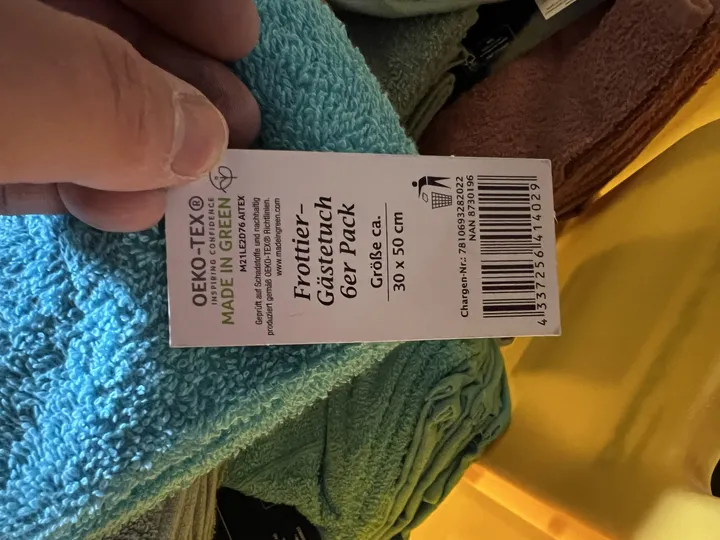 OEKO-TEX®
INSPIRING CONFIDENCE
MADE IN GREEN
M21LE2D76 AITEX
Geprüft auf Schadstoffe und nachhaltig
produziert gemäß OEKO-TEX® Richtlinien.
www.madeingreen.com
Frottier-
Gästetuch
6er Pack
Größe ca.
30 x 50 cm
Chargen-Nr.: 7810693282022
NAN 8730196
4 337256 414029